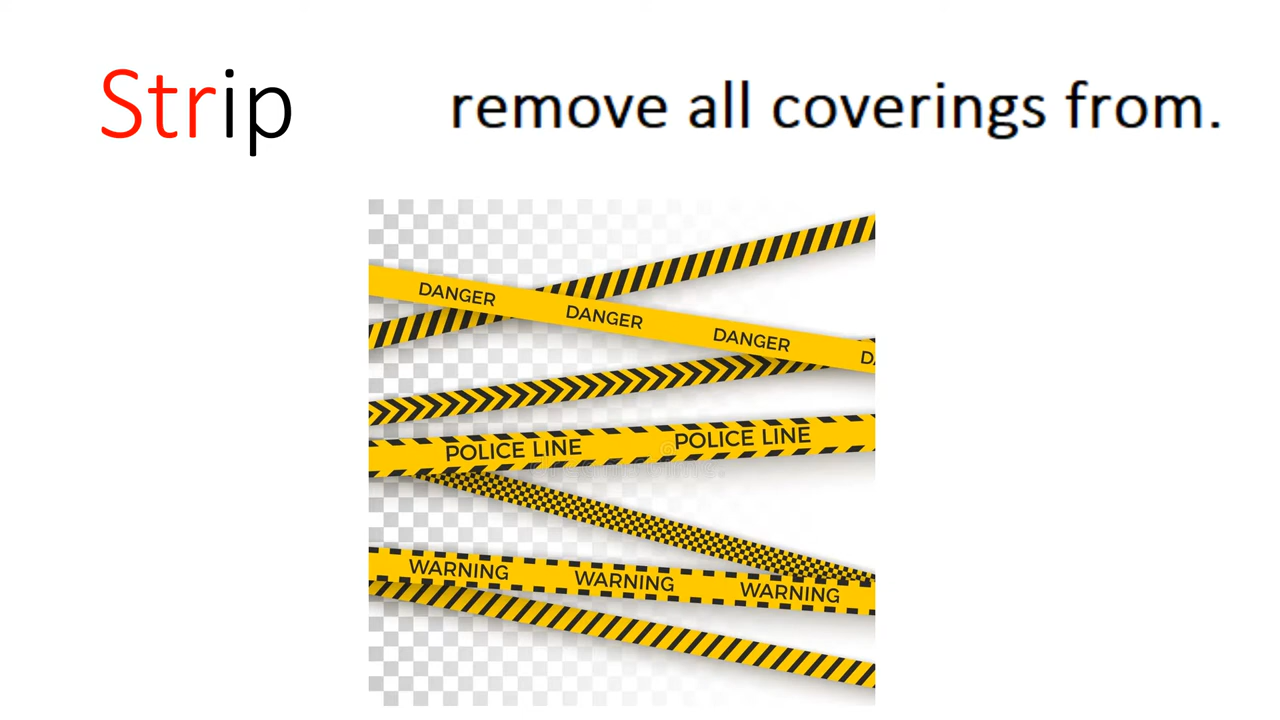 Strip
remove all coverings from.
DANGER DANGER DANGER
POLICE LINE POLICE LINE
WARNING WARNING WARNING